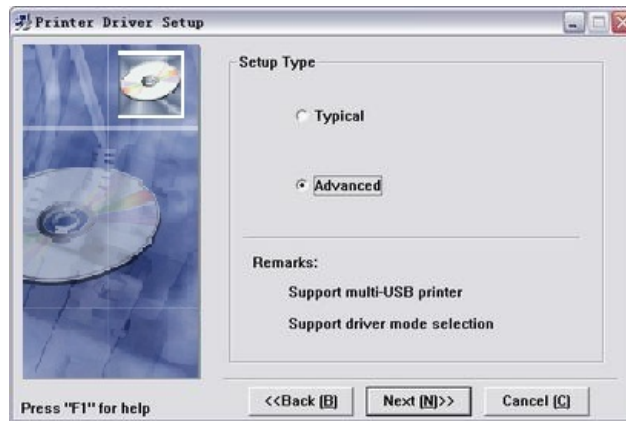 Printer Driver Setup
Setup Type
Typical
Advanced
Remarks:
Support multi-USB printer
Support driver mode selection
Press "F1" for help
<<Back [B]
Next [N]>>
Cancel [C]